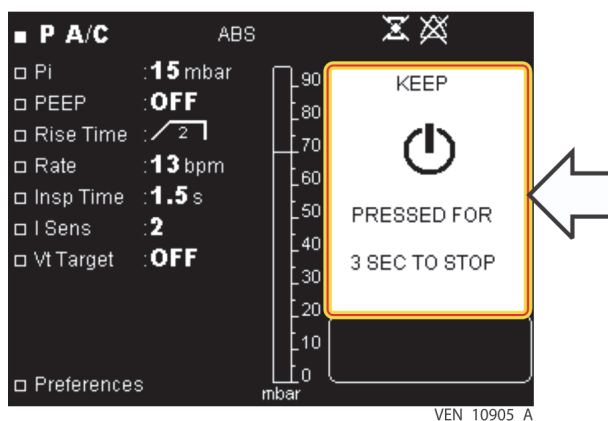 P A/C ABS
Pi :15 mbar
PEEP :OFF
Rise Time : 2
Rate :13 bpm
Insp Time :1.5 s
I Sens :2
Vt Target :OFF
Preferences
90
80
70
60
50
40
30
20
10
0
mbar
KEEP
PRESSED FOR
3 SEC TO STOP
VEN 10905 A